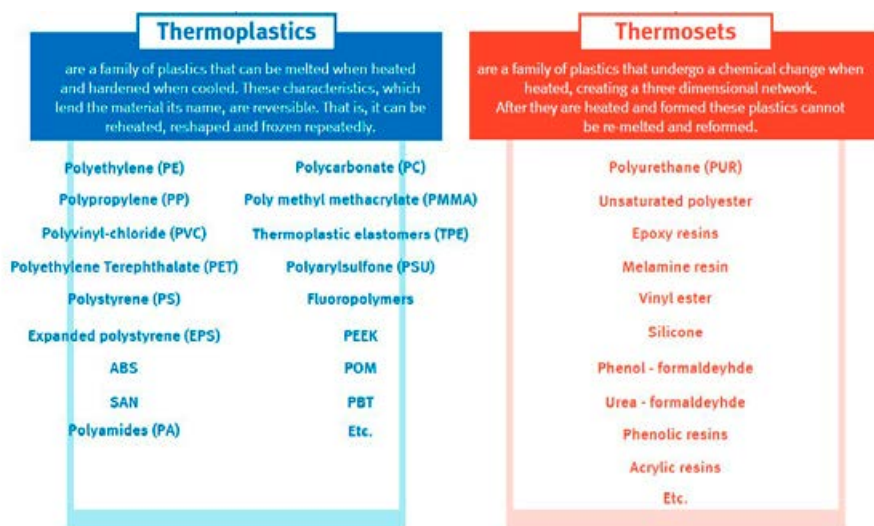 Thermoplastics
are a family of plastics that can be melted when heated
and hardened when cooled. These characteristics, which
lend the material its name, are reversible. That is, it can be
reheated, reshaped and frozen repeatedly.
Polyethylene (PE)
Polypropylene (PP)
Polyvinyl-chloride (PVC)
Polyethylene Terephthalate (PET)
Polystyrene (PS)
Expanded polystyrene (EPS)
ABS
SAN
Polyamides (PA)
Polycarbonate (PC)
Poly methyl methacrylate (PMMA)
Thermoplastic elastomers (TPE)
Polyarylsulfone (PSU)
Fluoropolymers
PEEK
POM
PBT
Etc.
Thermosets
are a family of plastics that undergo a chemical change when
heated, creating a three dimensional network.
After they are heated and formed these plastics cannot
be re-melted and reformed.
Polyurethane (PUR)
Unsaturated polyester
Epoxy resins
Melamine resin
Vinyl ester
Silicone
Phenol - formaldeyhde
Urea - formaldeyhde
Phenolic resins
Acrylic resins
Etc.